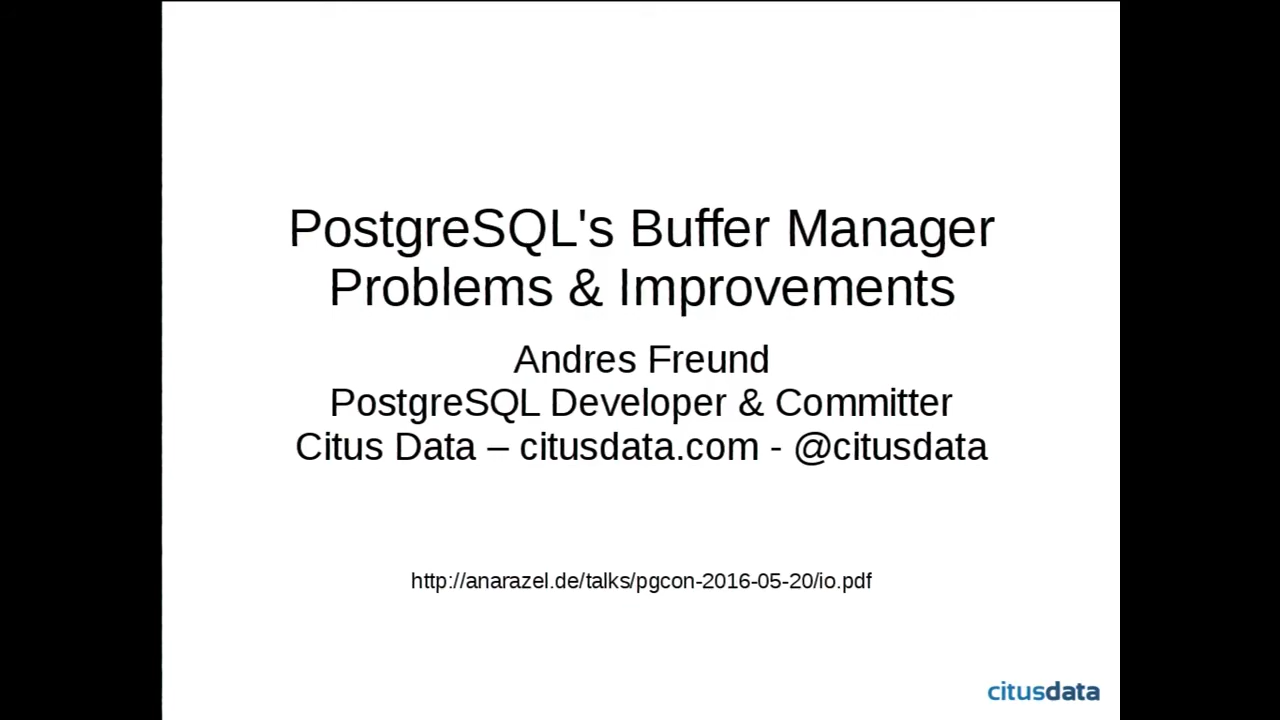 PostgreSQL's Buffer Manager
Problems & Improvements
Andres Freund
PostgreSQL Developer & Committer
Citus Data – citusdata.com - @citusdata
http://anarazel.de/talks/pgcon-2016-05-20/io.pdf
citusdata